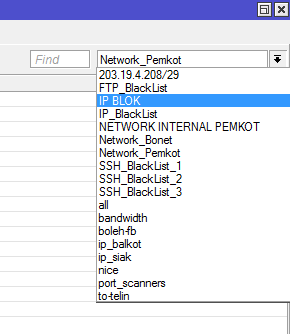 Find
Network_Pemkot
203.19.4.208/29
FTP_BlackList
IP BLOK
IP_BlackList
NETWORK INTERNAL PEMKOT
Network_Bonet
Network_Pemkot
SSH_BlackList_1
SSH_BlackList_2
SSH_BlackList_3
all
bandwidth
boleh-fb
ip_balkot
ip_siak
nice
port_scanners
to-telin